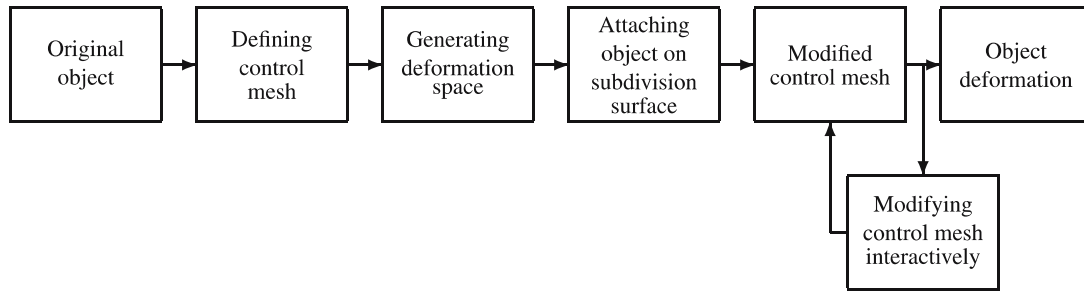 Original
object
Defining
control
mesh
Generating
deformation
space
Attaching
object on
subdivision
surface
Modified
control mesh
Object
deformation
Modifying
control mesh
interactively